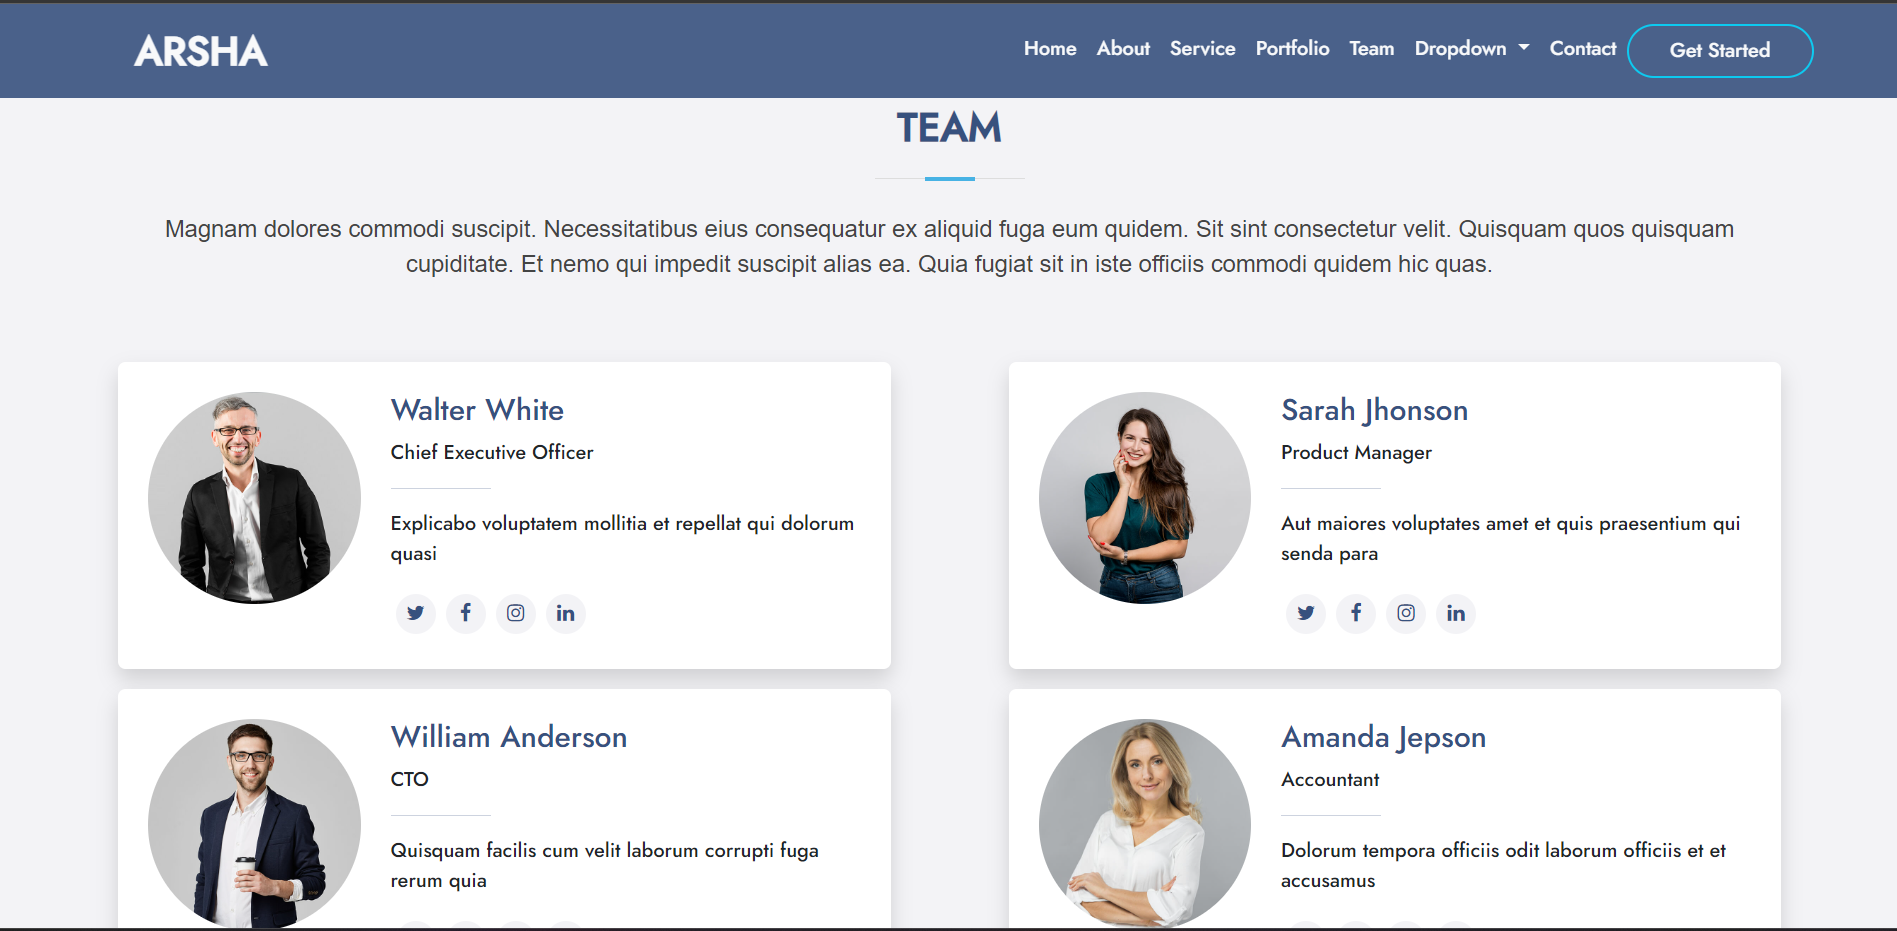 ARSHA
Home About Service Portfolio Team Dropdown Contact Get Started
TEAM
Magnam dolores commodi suscipit. Necessitatibus eius consequatur ex aliquid fuga eum quidem. Sit sint consectetur velit. Quisquam quos quisquam
cupiditate. Et nemo qui impedit suscipit alias ea. Quia fugiat sit in iste officiis commodi quidem hic quas.
Walter White
Chief Executive Officer
Explicabo voluptatem mollitia et repellat qui dolorum
quasi
Sarah Jhonson
Product Manager
Aut maiores voluptates amet et quis praesentium qui
senda para
William Anderson
CTO
Quisquam facilis cum velit laborum corrupti fuga
rerum quia
Amanda Jepson
Accountant
Dolorum tempora officiis odit laborum officiis et et
accusamus